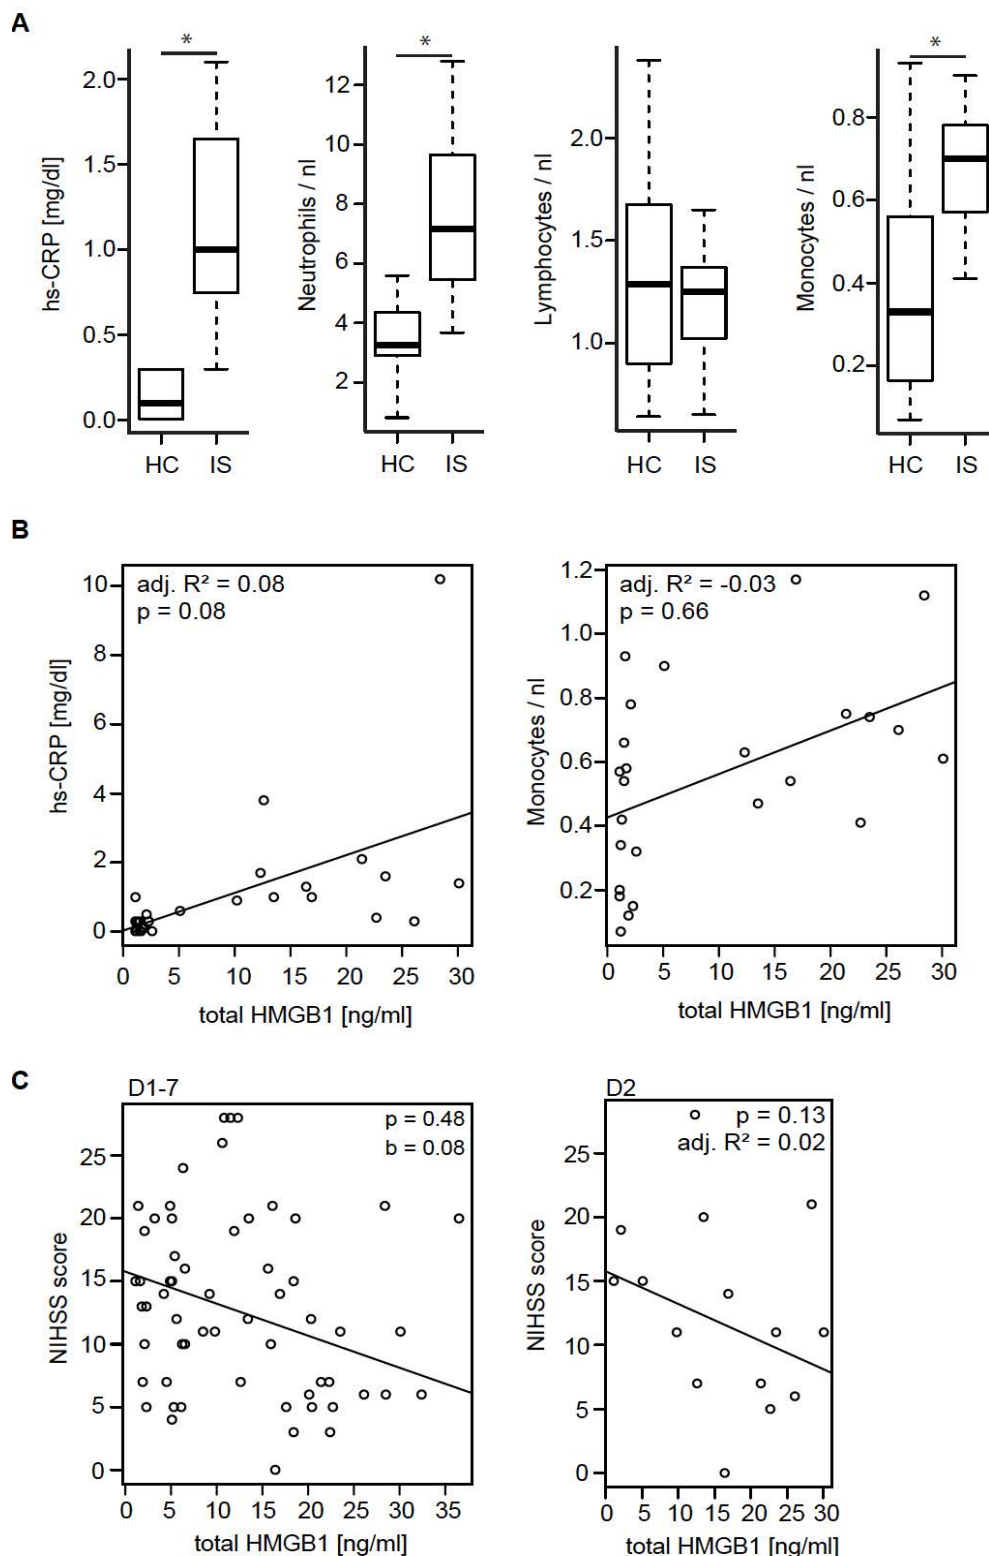 A
*
*
*
hs-CRP [mg/dl]
2.0
1.5
1.0
0.5
0.0
HC IS
Neutrophils / nl
12
10
8
6
4
2
HC IS
Lymphocytes / nl
2.0
1.5
1.0
HC IS
Monocytes / nl
0.8
0.6
0.4
0.2
HC IS
B
adj. R² = 0.08
p = 0.08
hs-CRP [mg/dl]
10
8
6
4
2
0
0 5 10 15 20 25 30
total HMGB1 [ng/ml]
adj. R² = -0.03
p = 0.66
Monocytes / nl
1.2
1.0
0.8
0.6
0.4
0.2
0 5 10 15 20 25 30
total HMGB1 [ng/ml]
C
D1-7
p = 0.48
b = 0.08
NIHSS score
25
20
15
10
5
0
0 5 10 15 20 25 30 35
total HMGB1 [ng/ml]
D2
p = 0.13
adj. R² = 0.02
NIHSS score
25
20
15
10
5
0
0 5 10 15 20 25 30
total HMGB1 [ng/ml]